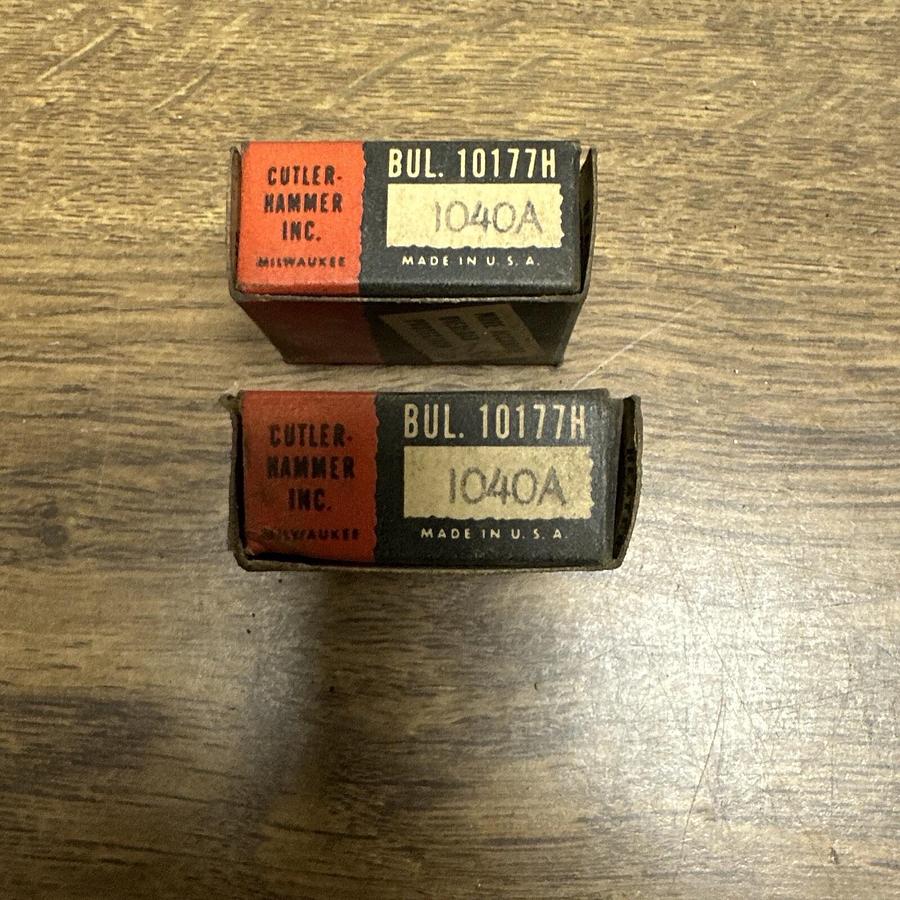 CUTLER-
HAMMER
INC.
MILWAUKEE
BUL. 10177H
1040A
MADE IN U. S. A.
CUTLER-
HAMMER
INC.
MILWAUKEE
BUL. 10177H
1040A
MADE IN U. S. A.